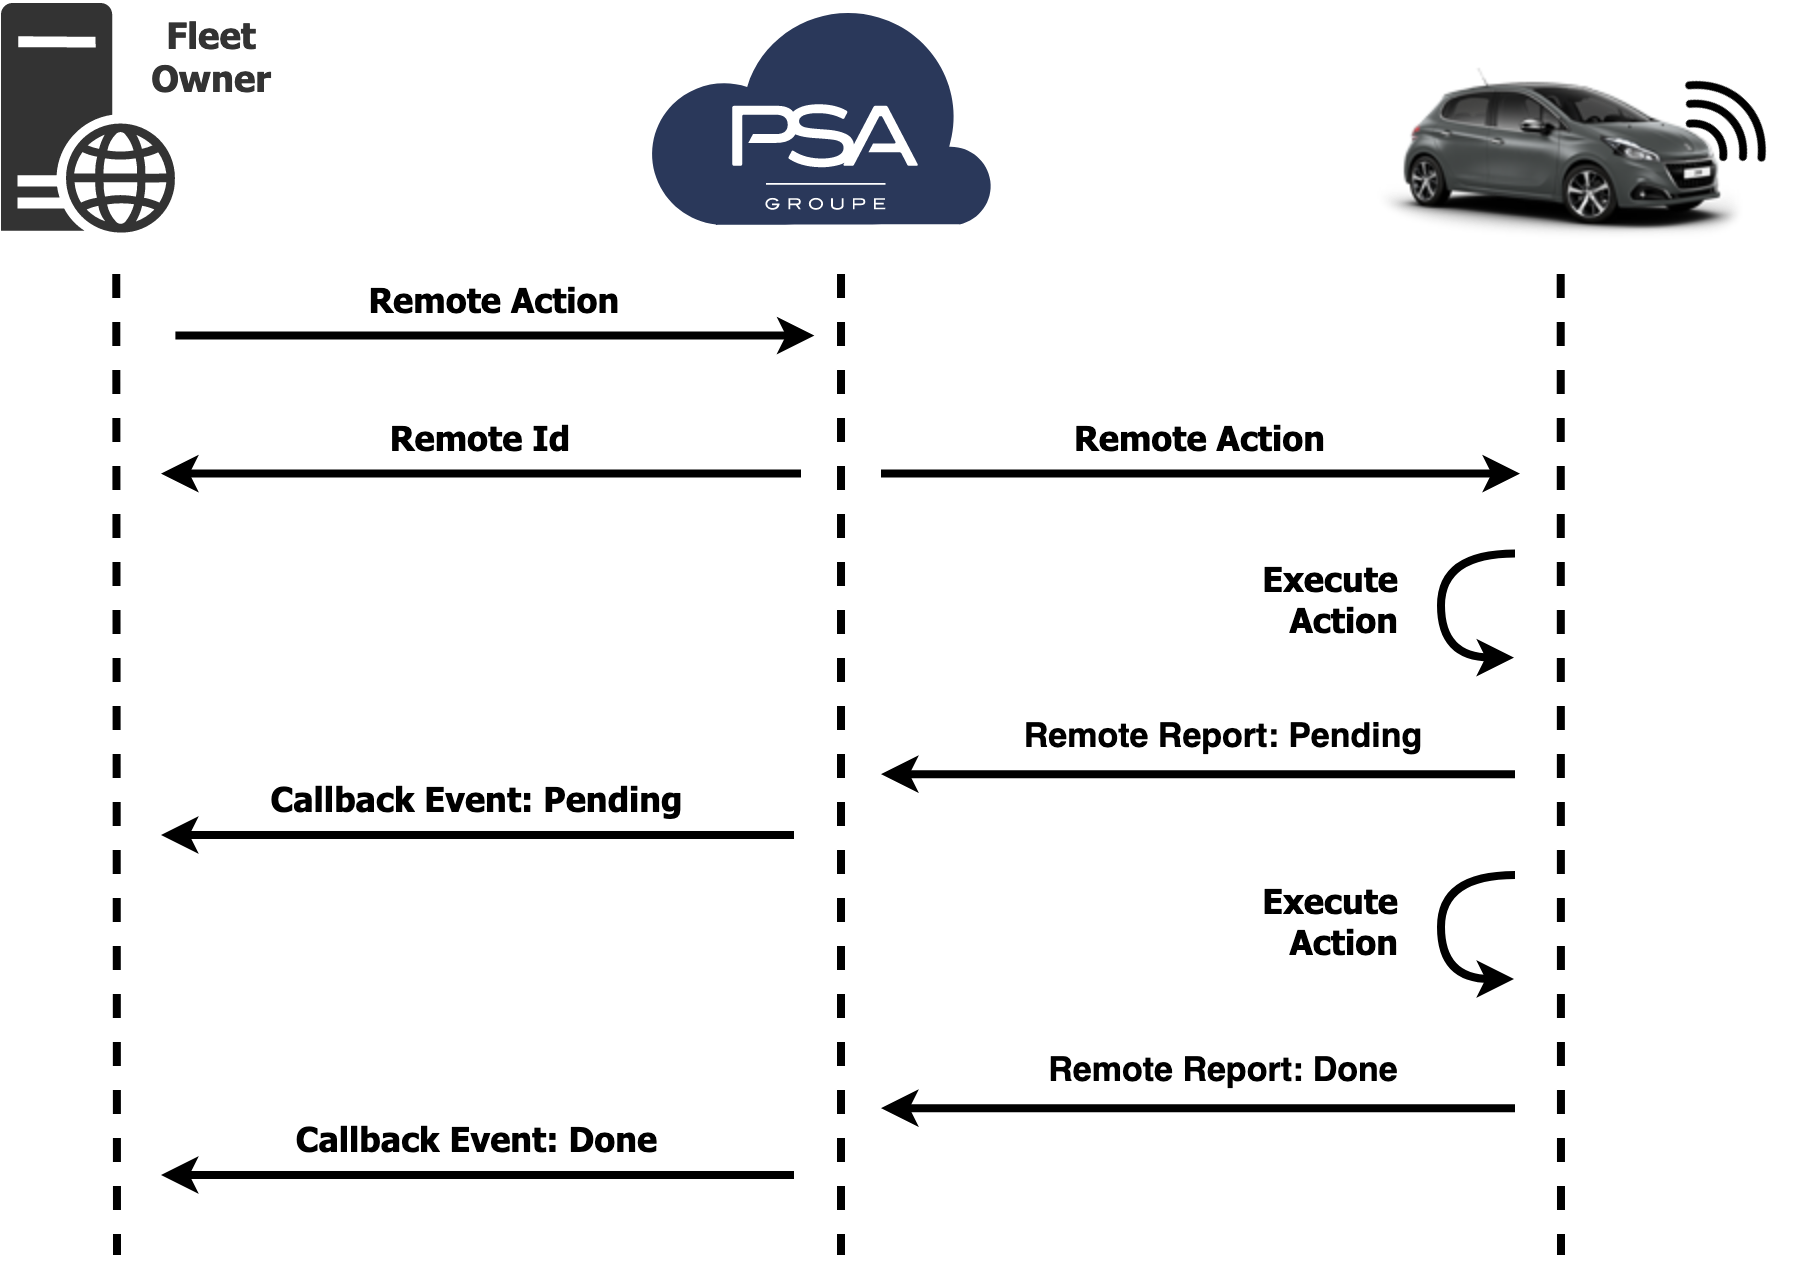 Fleet
Owner
PSA
GROUPE
Remote Action
Remote Id
Remote Action
Execute
Action
Remote Report: Pending
Callback Event: Pending
Execute
Action
Remote Report: Done
Callback Event: Done